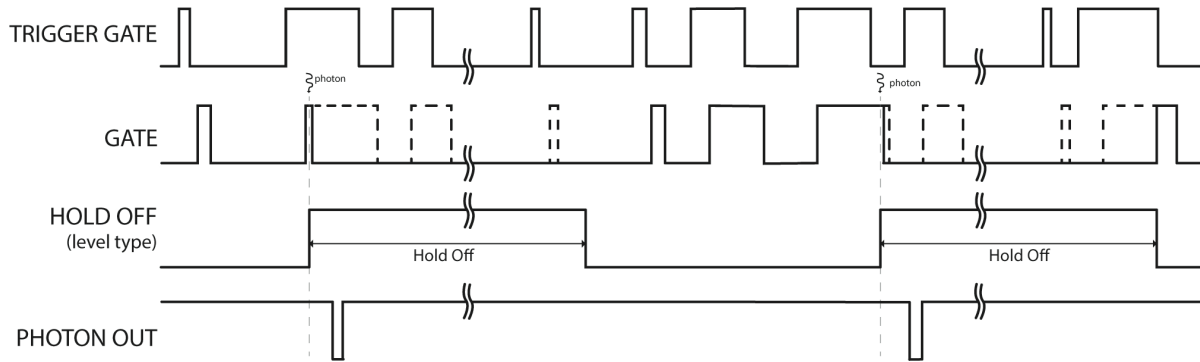 TRIGGER GATE
photon
photon
GATE
HOLD OFF
(level type)
Hold Off
Hold Off
PHOTON OUT